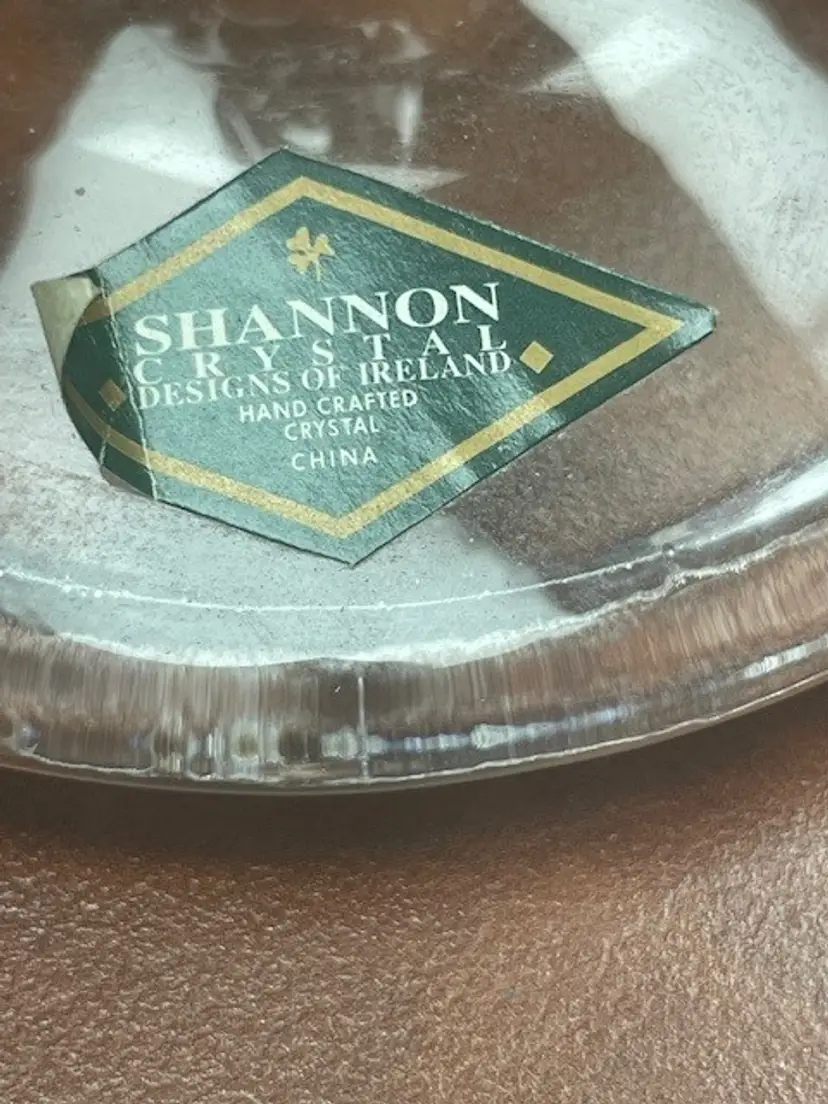 SHANNON
CRYSTAL
DESIGNS OF IRELAND
HAND CRAFTED
CRYSTAL
CHINA